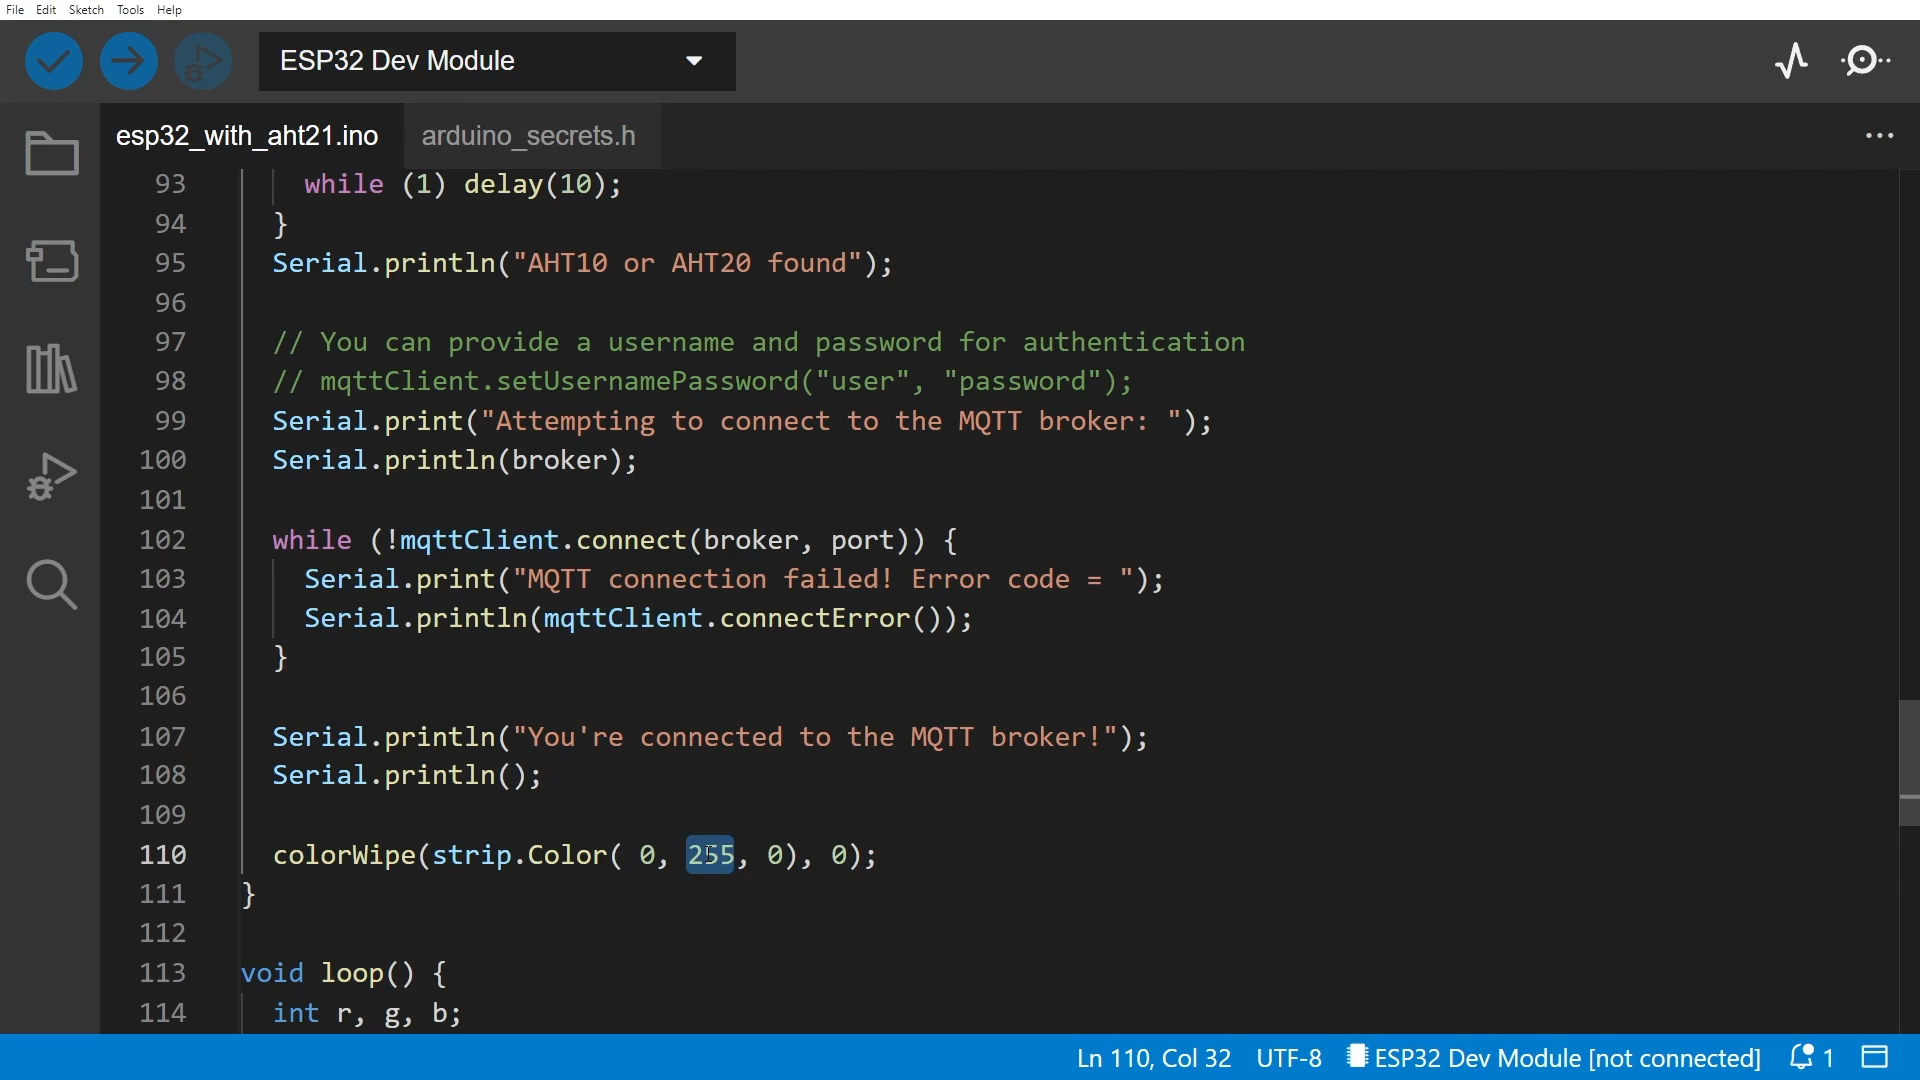 File Edit Sketch Tools Help
ESP32 Dev Module
esp32_with_aht21.ino arduino_secrets.h ...
93 while (1) delay(10);
94 }
95 Serial.println("AHT10 or AHT20 found");
96
97 // You can provide a username and password for authentication
98 // mqttClient.setUsernamePassword("user", "password");
99 Serial.print("Attempting to connect to the MQTT broker: ");
100 Serial.println(broker);
101
102 while (!mqttClient.connect(broker, port)) {
103 Serial.print("MQTT connection failed! Error code = ");
104 Serial.println(mqttClient.connectError());
105 }
106
107 Serial.println("You're connected to the MQTT broker!");
108 Serial.println();
109
110 colorWipe(strip.Color( 0, 255, 0), 0);
111 }
112
113 void loop() {
114 int r, g, b;
Ln 110, Col 32 UTF-8 ESP32 Dev Module [not connected] 1